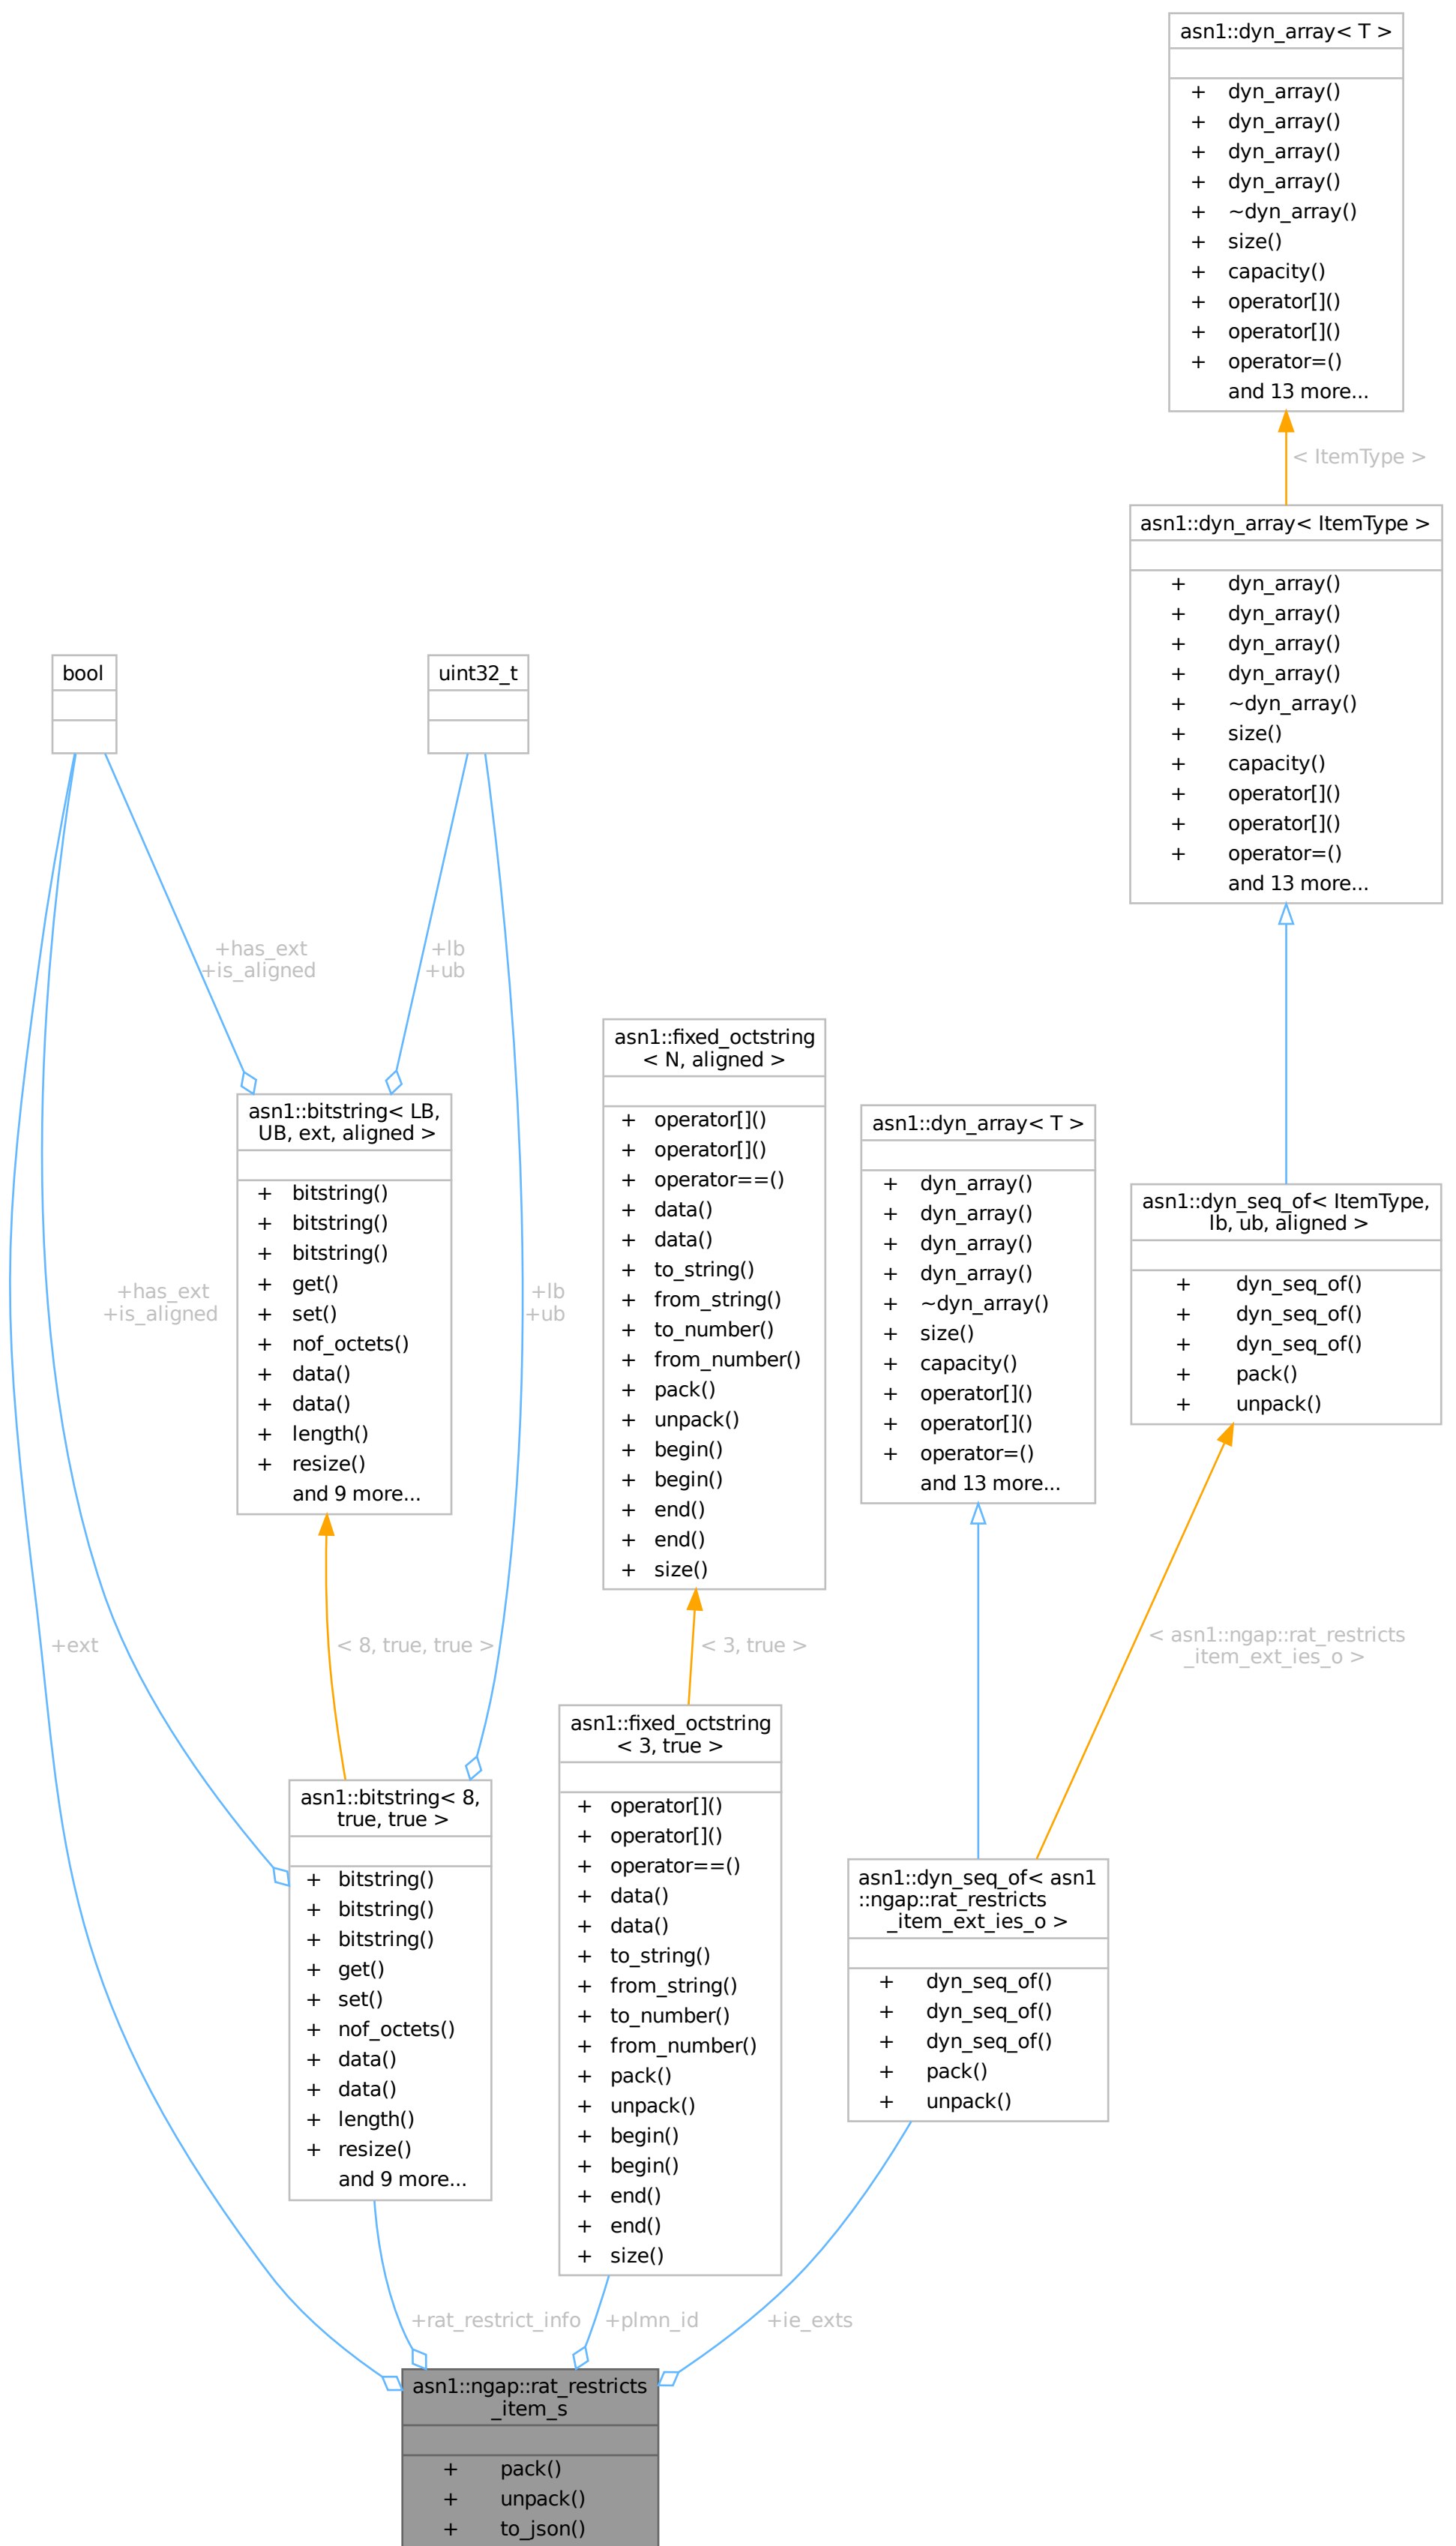 asn1::dyn_array< T >
+ dyn_array()
+ dyn_array()
+ dyn_array()
+ dyn_array()
+ ~dyn_array()
+ size()
+ capacity()
+ operator[]()
+ operator[]()
+ operator=()
and 13 more...
< ItemType >
asn1::dyn_array< ItemType >
+ dyn_array()
+ dyn_array()
+ dyn_array()
+ dyn_array()
+ ~dyn_array()
+ size()
+ capacity()
+ operator[]()
+ operator[]()
+ operator=()
and 13 more...
bool
uint32_t
+has_ext
+is_aligned
+lb
+ub
asn1::bitstring< LB,
UB, ext, aligned >
+ bitstring()
+ bitstring()
+ bitstring()
+ get()
+ set()
+ nof_octets()
+ data()
+ data()
+ length()
+ resize()
and 9 more...
asn1::fixed_octstring
< N, aligned >
+ operator[]()
+ operator[]()
+ operator==()
+ data()
+ data()
+ to_string()
+ from_string()
+ to_number()
+ from_number()
+ pack()
+ unpack()
+ begin()
+ begin()
+ end()
+ end()
+ size()
asn1::dyn_array< T >
+ dyn_array()
+ dyn_array()
+ dyn_array()
+ dyn_array()
+ ~dyn_array()
+ size()
+ capacity()
+ operator[]()
+ operator[]()
+ operator=()
and 13 more...
asn1::dyn_seq_of< ItemType,
lb, ub, aligned >
+ dyn_seq_of()
+ dyn_seq_of()
+ dyn_seq_of()
+ pack()
+ unpack()
+has_ext
+is_aligned
+lb
+ub
+ext
< 8, true, true >
< 3, true >
< asn1::ngap::rat_restricts
_item_ext_ies_o >
asn1::bitstring< 8,
true, true >
+ bitstring()
+ bitstring()
+ bitstring()
+ get()
+ set()
+ nof_octets()
+ data()
+ data()
+ length()
+ resize()
and 9 more...
asn1::fixed_octstring
< 3, true >
+ operator[]()
+ operator[]()
+ operator==()
+ data()
+ data()
+ to_string()
+ from_string()
+ to_number()
+ from_number()
+ pack()
+ unpack()
+ begin()
+ begin()
+ end()
+ end()
+ size()
asn1::dyn_seq_of< asn1
::ngap::rat_restricts
_item_ext_ies_o >
+ dyn_seq_of()
+ dyn_seq_of()
+ dyn_seq_of()
+ pack()
+ unpack()
+rat_restrict_info
+plmn_id
+ie_exts
asn1::ngap::rat_restricts
_item_s
+ pack()
+ unpack()
+ to_json()